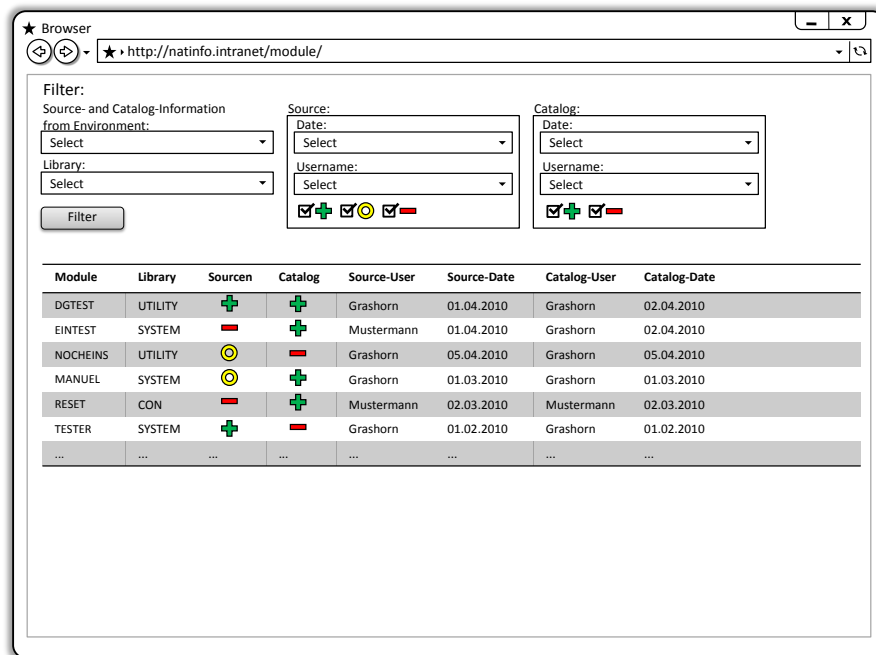 Browser
http://natinfo.intranet/module/
Filter:
Source- and Catalog-Information
from Environment:
Select
Library:
Select
Filter
Source:
Date:
Select
Username:
Select
Catalog:
Date:
Select
Username:
Select
Module Library Sourcen Catalog Source-User Source-Date Catalog-User Catalog-Date
DGTEST UTILITY Grashorn 01.04.2010 Grashorn 02.04.2010
EINTEST SYSTEM Mustermann 01.04.2010 Grashorn 02.04.2010
NOCHEINS UTILITY Grashorn 05.04.2010 Grashorn 05.04.2010
MANUEL SYSTEM Grashorn 01.03.2010 Grashorn 01.03.2010
RESET CON Mustermann 02.03.2010 Mustermann 02.03.2010
TESTER SYSTEM Grashorn 01.02.2010 Grashorn 01.02.2010
... ... ... ... ... ... ... ...